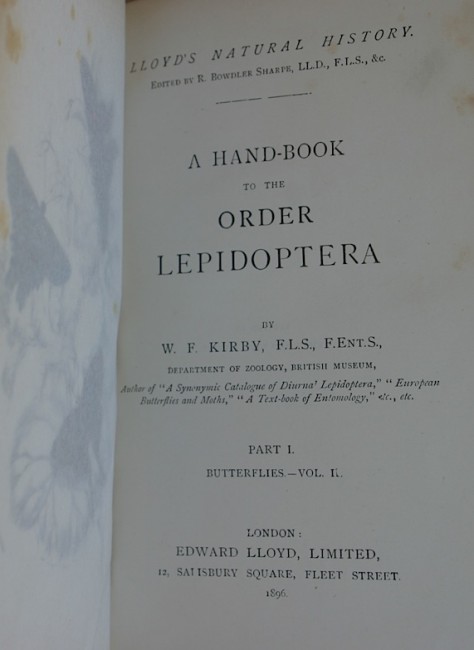 LLOYD'S NATURAL HISTORY.
EDITED BY R. BOWDLER SHARPE, LL.D., F.L.S., &c.
A HAND-BOOK
TO THE
ORDER
LEPIDOPTERA
BY
W. F. KIRBY, F.L.S., F.ENT.S.,
DEPARTMENT OF ZOOLOGY, BRITISH MUSEUM,
Author of "A Synonymic Catalogue of Diurnal Lepidoptera," "European
Butterflies and Moths," "A Text-book of Entomology," &c., etc.
PART I.
BUTTERFLIES.—VOL. II.
LONDON:
EDWARD LLOYD, LIMITED,
12, SALISBURY SQUARE, FLEET STREET.
1896.